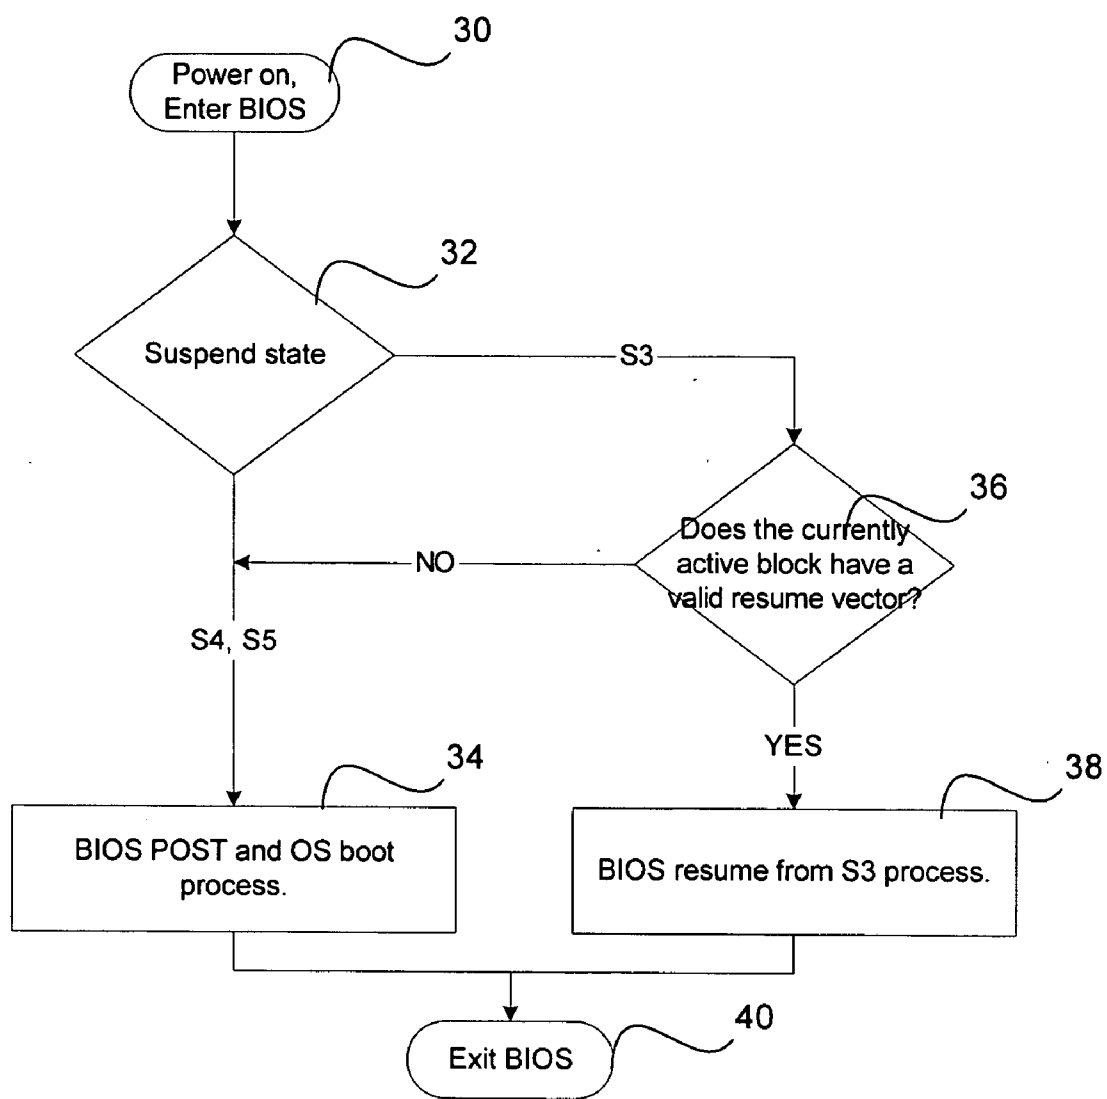 30
Power on,
Enter BIOS
32
Suspend state
S3
36
Does the currently
active block have a
valid resume vector?
NO
S4, S5
YES
34
38
BIOS POST and OS boot
process.
BIOS resume from S3 process.
40
Exit BIOS